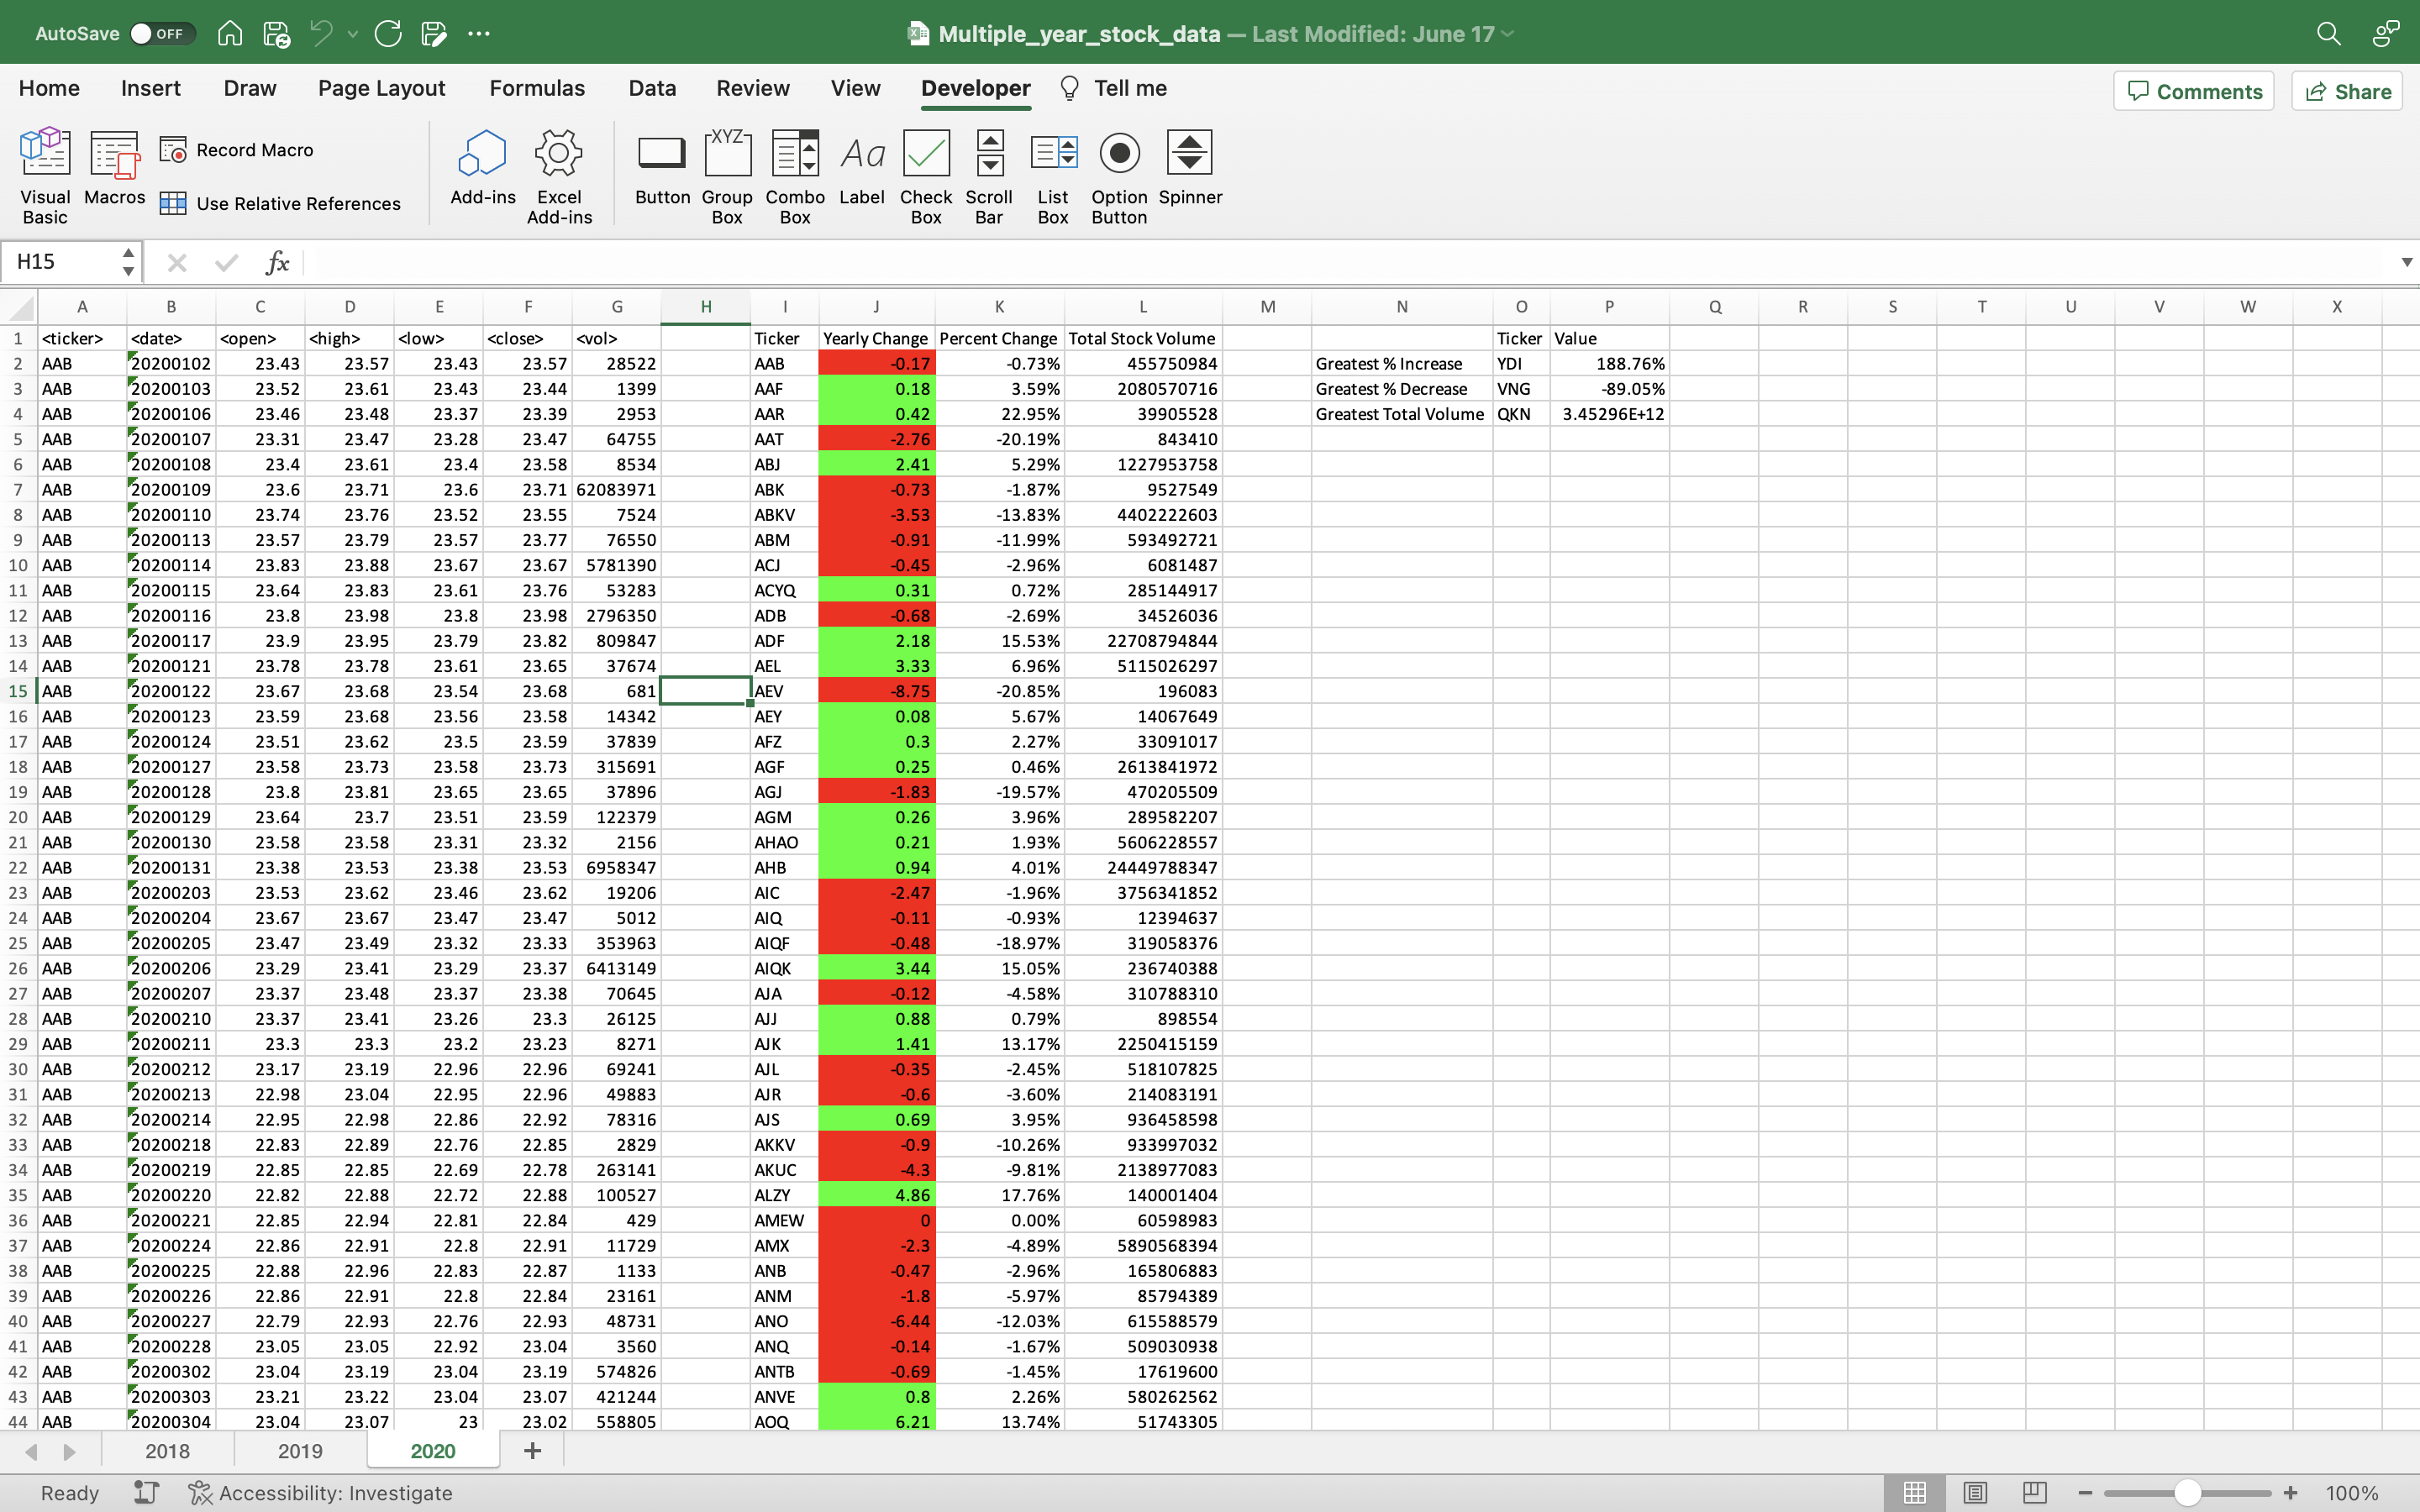 AutoSave OFF Multiple_year_stock_data — Last Modified: June 17
Home Insert Draw Page Layout Formulas Data Review View Developer Tell me Comments Share
Visual Basic Macros Record Macro Use Relative References Add-ins Excel Add-ins Button XYZ Group Box Combo Box Aa Label Check Box Scroll Bar List Box Option Button Spinner
H15 fx
A B C D E F G H I J K L M N O P Q R S T U V W X
1 <ticker> <date> <open> <high> <low> <close> <vol> Ticker Yearly Change Percent Change Total Stock Volume Ticker Value
2 AAB 20200102 23.43 23.57 23.43 23.57 28522 AAB -0.17 -0.73% 455750984 Greatest % Increase YDI 188.76%
3 AAB 20200103 23.52 23.61 23.43 23.44 1399 AAF 0.18 3.59% 2080570716 Greatest % Decrease VNG -89.05%
4 AAB 20200106 23.46 23.48 23.37 23.39 2953 AAR 0.42 22.95% 39905528 Greatest Total Volume QKN 3.45296E+12
5 AAB 20200107 23.31 23.47 23.28 23.47 64755 AAT -2.76 -20.19% 843410
6 AAB 20200108 23.4 23.61 23.4 23.58 8534 ABJ 2.41 5.29% 1227953758
7 AAB 20200109 23.6 23.71 23.6 23.71 62083971 ABK -0.73 -1.87% 9527549
8 AAB 20200110 23.74 23.76 23.52 23.55 7524 ABKV -3.53 -13.83% 4402222603
9 AAB 20200113 23.57 23.79 23.57 23.77 76550 ABM -0.91 -11.99% 593492721
10 AAB 20200114 23.83 23.88 23.67 23.67 5781390 ACJ -0.45 -2.96% 6081487
11 AAB 20200115 23.64 23.83 23.61 23.76 53283 ACYQ 0.31 0.72% 285144917
12 AAB 20200116 23.8 23.98 23.8 23.98 2796350 ADB -0.68 -2.69% 34526036
13 AAB 20200117 23.9 23.95 23.79 23.82 809847 ADF 2.18 15.53% 22708794844
14 AAB 20200121 23.78 23.78 23.61 23.65 37674 AEL 3.33 6.96% 5115026297
15 AAB 20200122 23.67 23.68 23.54 23.68 681 AEV -8.75 -20.85% 196083
16 AAB 20200123 23.59 23.68 23.56 23.58 14342 AEY 0.08 5.67% 14067649
17 AAB 20200124 23.51 23.62 23.5 23.59 37839 AFZ 0.3 2.27% 33091017
18 AAB 20200127 23.58 23.73 23.58 23.73 315691 AGF 0.25 0.46% 2613841972
19 AAB 20200128 23.8 23.81 23.65 23.65 37896 AGJ -1.83 -19.57% 470205509
20 AAB 20200129 23.64 23.7 23.51 23.59 122379 AGM 0.26 3.96% 289582207
21 AAB 20200130 23.58 23.58 23.31 23.32 2156 AHAO 0.21 1.93% 5606228557
22 AAB 20200131 23.38 23.53 23.38 23.53 6958347 AHB 0.94 4.01% 24449788347
23 AAB 20200203 23.53 23.62 23.46 23.62 19206 AIC -2.47 -1.96% 3756341852
24 AAB 20200204 23.67 23.67 23.47 23.47 5012 AIQ -0.11 -0.93% 12394637
25 AAB 20200205 23.47 23.49 23.32 23.33 353963 AIQF -0.48 -18.97% 319058376
26 AAB 20200206 23.29 23.41 23.29 23.37 6413149 AIQK 3.44 15.05% 236740388
27 AAB 20200207 23.37 23.48 23.37 23.38 70645 AJA -0.12 -4.58% 310788310
28 AAB 20200210 23.37 23.41 23.26 23.3 26125 AJJ 0.88 0.79% 898554
29 AAB 20200211 23.3 23.3 23.2 23.23 8271 AJK 1.41 13.17% 2250415159
30 AAB 20200212 23.17 23.19 22.96 22.96 69241 AJL -0.35 -2.45% 518107825
31 AAB 20200213 22.98 23.04 22.95 22.96 49883 AJR -0.6 -3.60% 214083191
32 AAB 20200214 22.95 22.98 22.86 22.92 78316 AJS 0.69 3.95% 936458598
33 AAB 20200218 22.83 22.89 22.76 22.85 2829 AKKV -0.9 -10.26% 933997032
34 AAB 20200219 22.85 22.85 22.69 22.78 263141 AKUC -4.3 -9.81% 2138977083
35 AAB 20200220 22.82 22.88 22.72 22.88 100527 ALZY 4.86 17.76% 140001404
36 AAB 20200221 22.85 22.94 22.81 22.84 429 AMEW 0 0.00% 60598983
37 AAB 20200224 22.86 22.91 22.8 22.91 11729 AMX -2.3 -4.89% 5890568394
38 AAB 20200225 22.88 22.96 22.83 22.87 1133 ANB -0.47 -2.96% 165806883
39 AAB 20200226 22.86 22.91 22.8 22.84 23161 ANM -1.8 -5.97% 85794389
40 AAB 20200227 22.79 22.93 22.76 22.93 48731 ANO -6.44 -12.03% 615588579
41 AAB 20200228 23.05 23.05 22.92 23.04 3560 ANQ -0.14 -1.67% 509030938
42 AAB 20200302 23.04 23.19 23.04 23.19 574826 ANTB -0.69 -1.45% 17619600
43 AAB 20200303 23.21 23.22 23.04 23.07 421244 ANVE 0.8 2.26% 580262562
44 AAB 20200304 23.04 23.07 23 23.02 558805 AOQ 6.21 13.74% 51743305
2018 2019 2020 +
Ready Accessibility: Investigate 100%